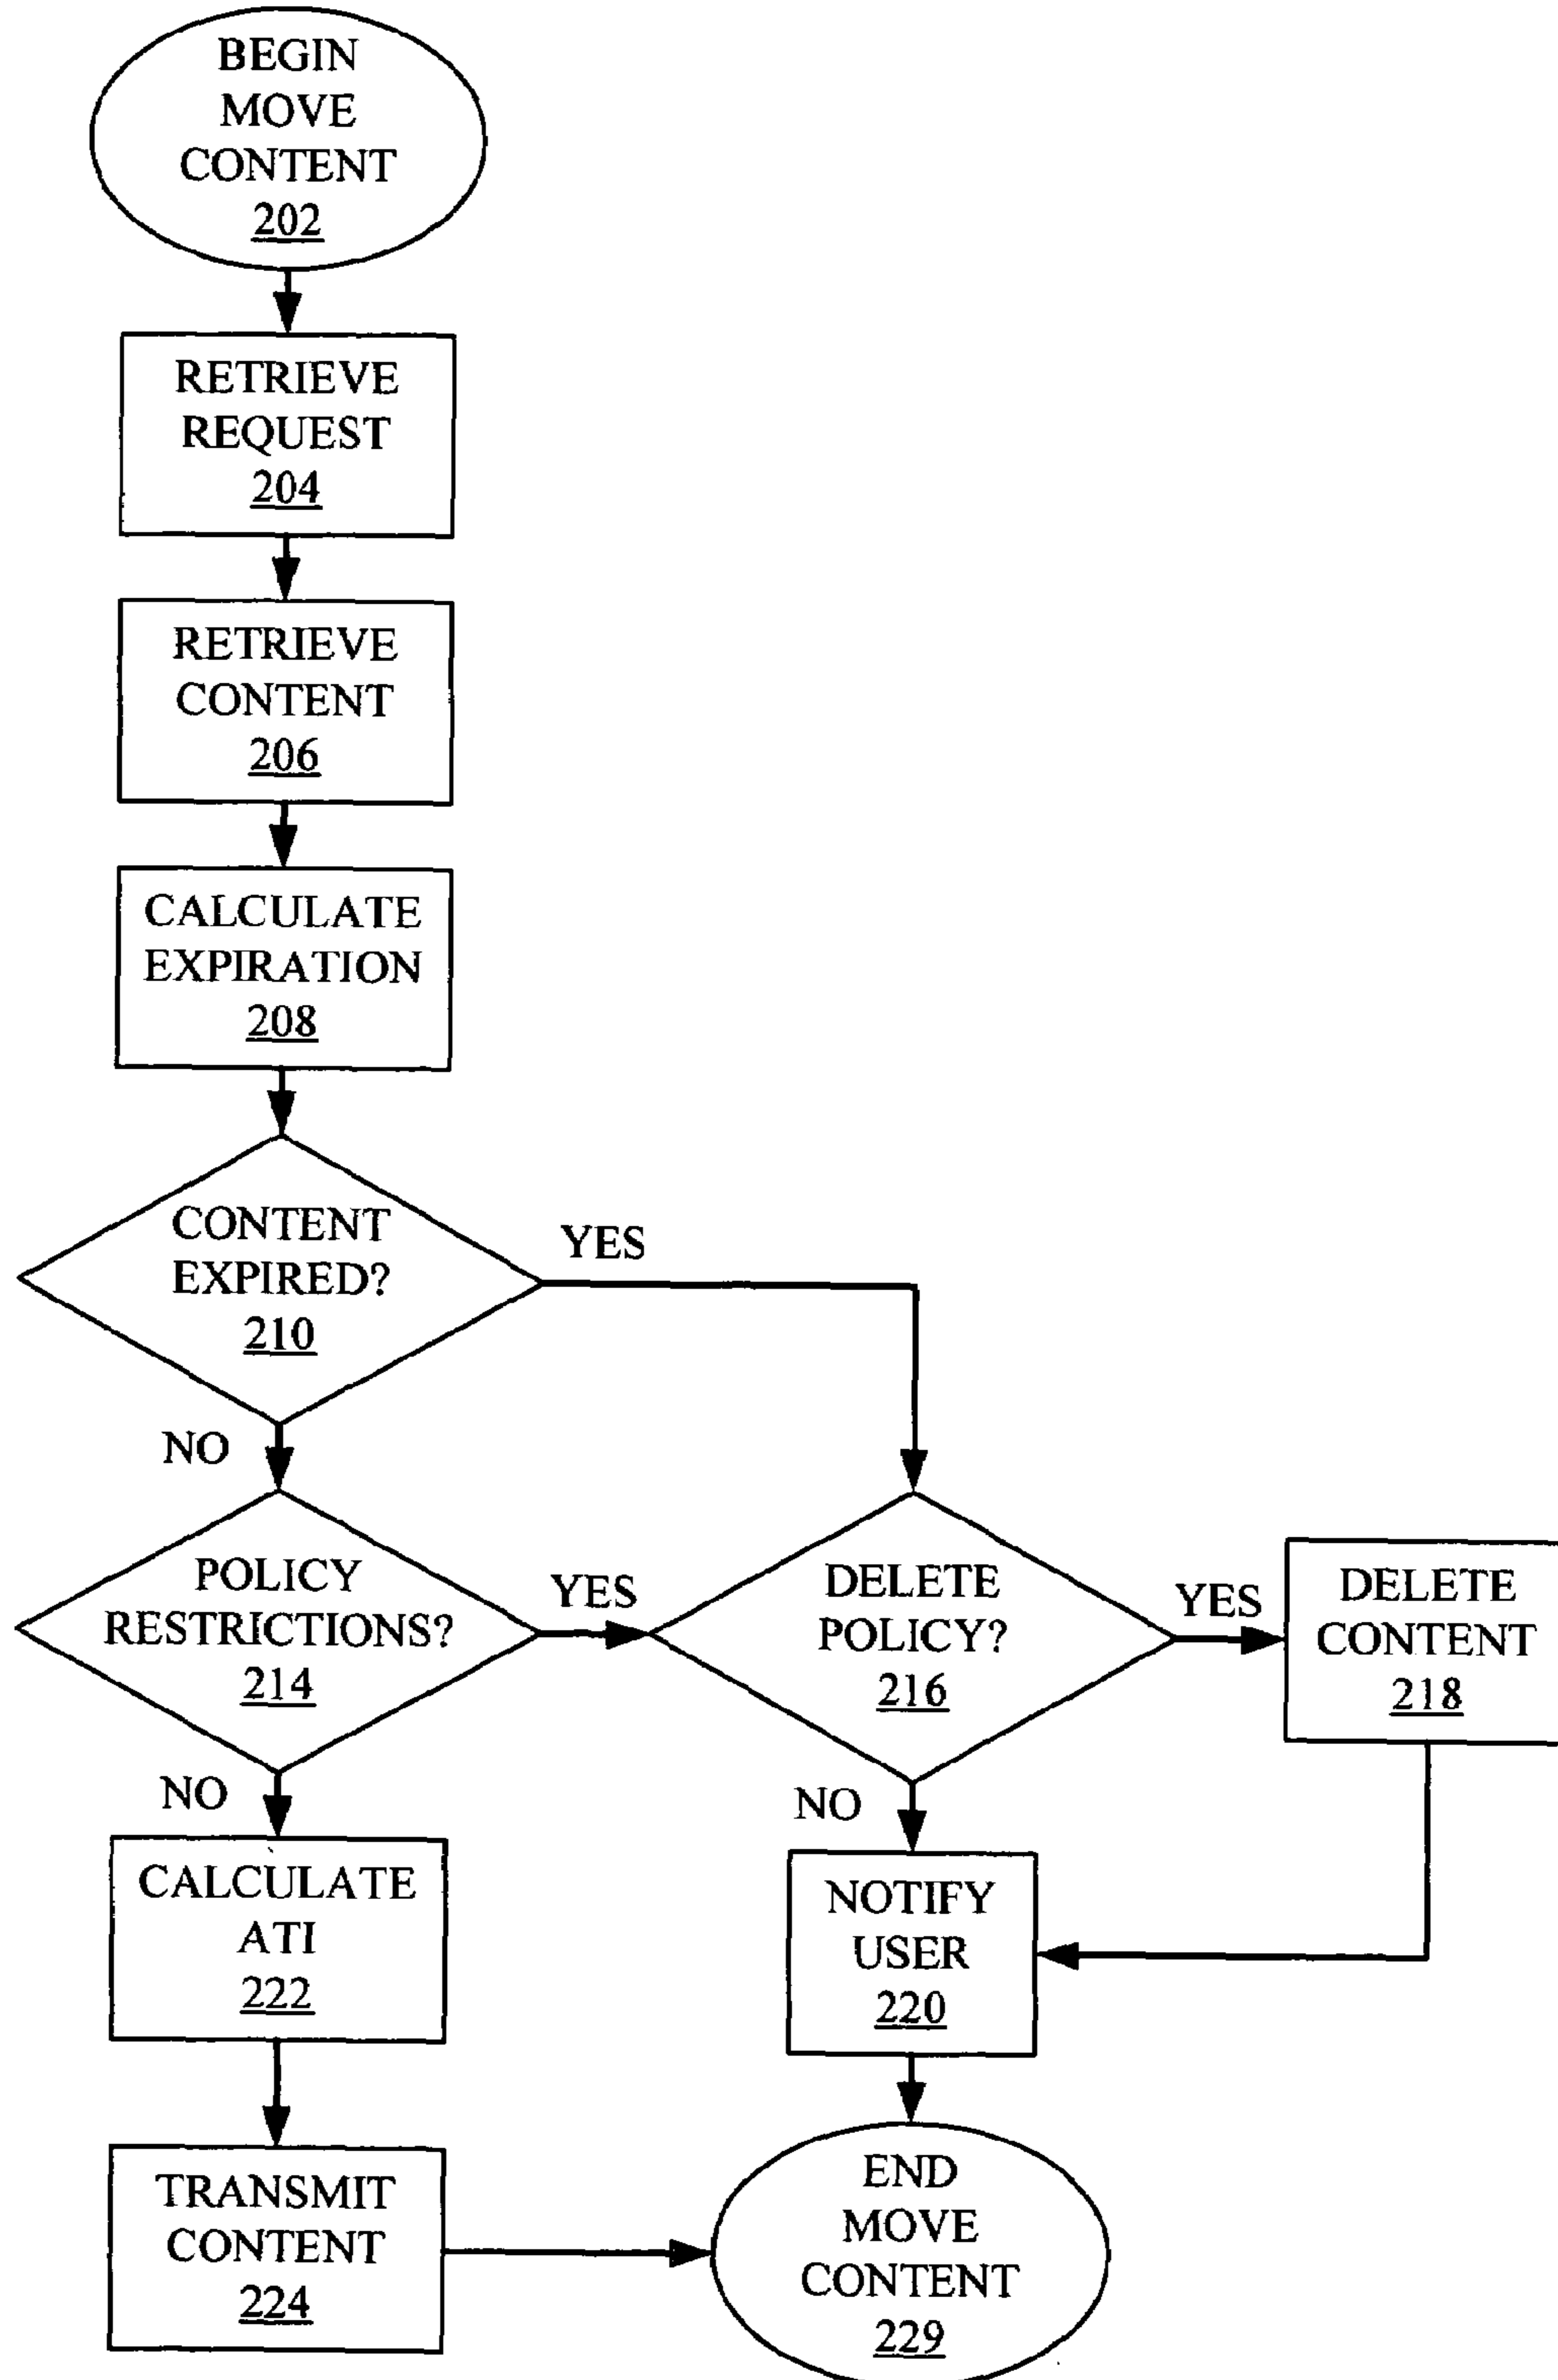 BEGIN
MOVE
CONTENT
202
RETRIEVE
REQUEST
204
RETRIEVE
CONTENT
206
CALCULATE
EXPIRATION
208
CONTENT
EXPIRED?
210
YES
NO
POLICY
RESTRICTIONS?
214
YES
DELETE
POLICY?
216
YES
DELETE
CONTENT
218
NO
NO
CALCULATE
ATI
222
NOTIFY
USER
220
TRANSMIT
CONTENT
224
END
MOVE
CONTENT
229